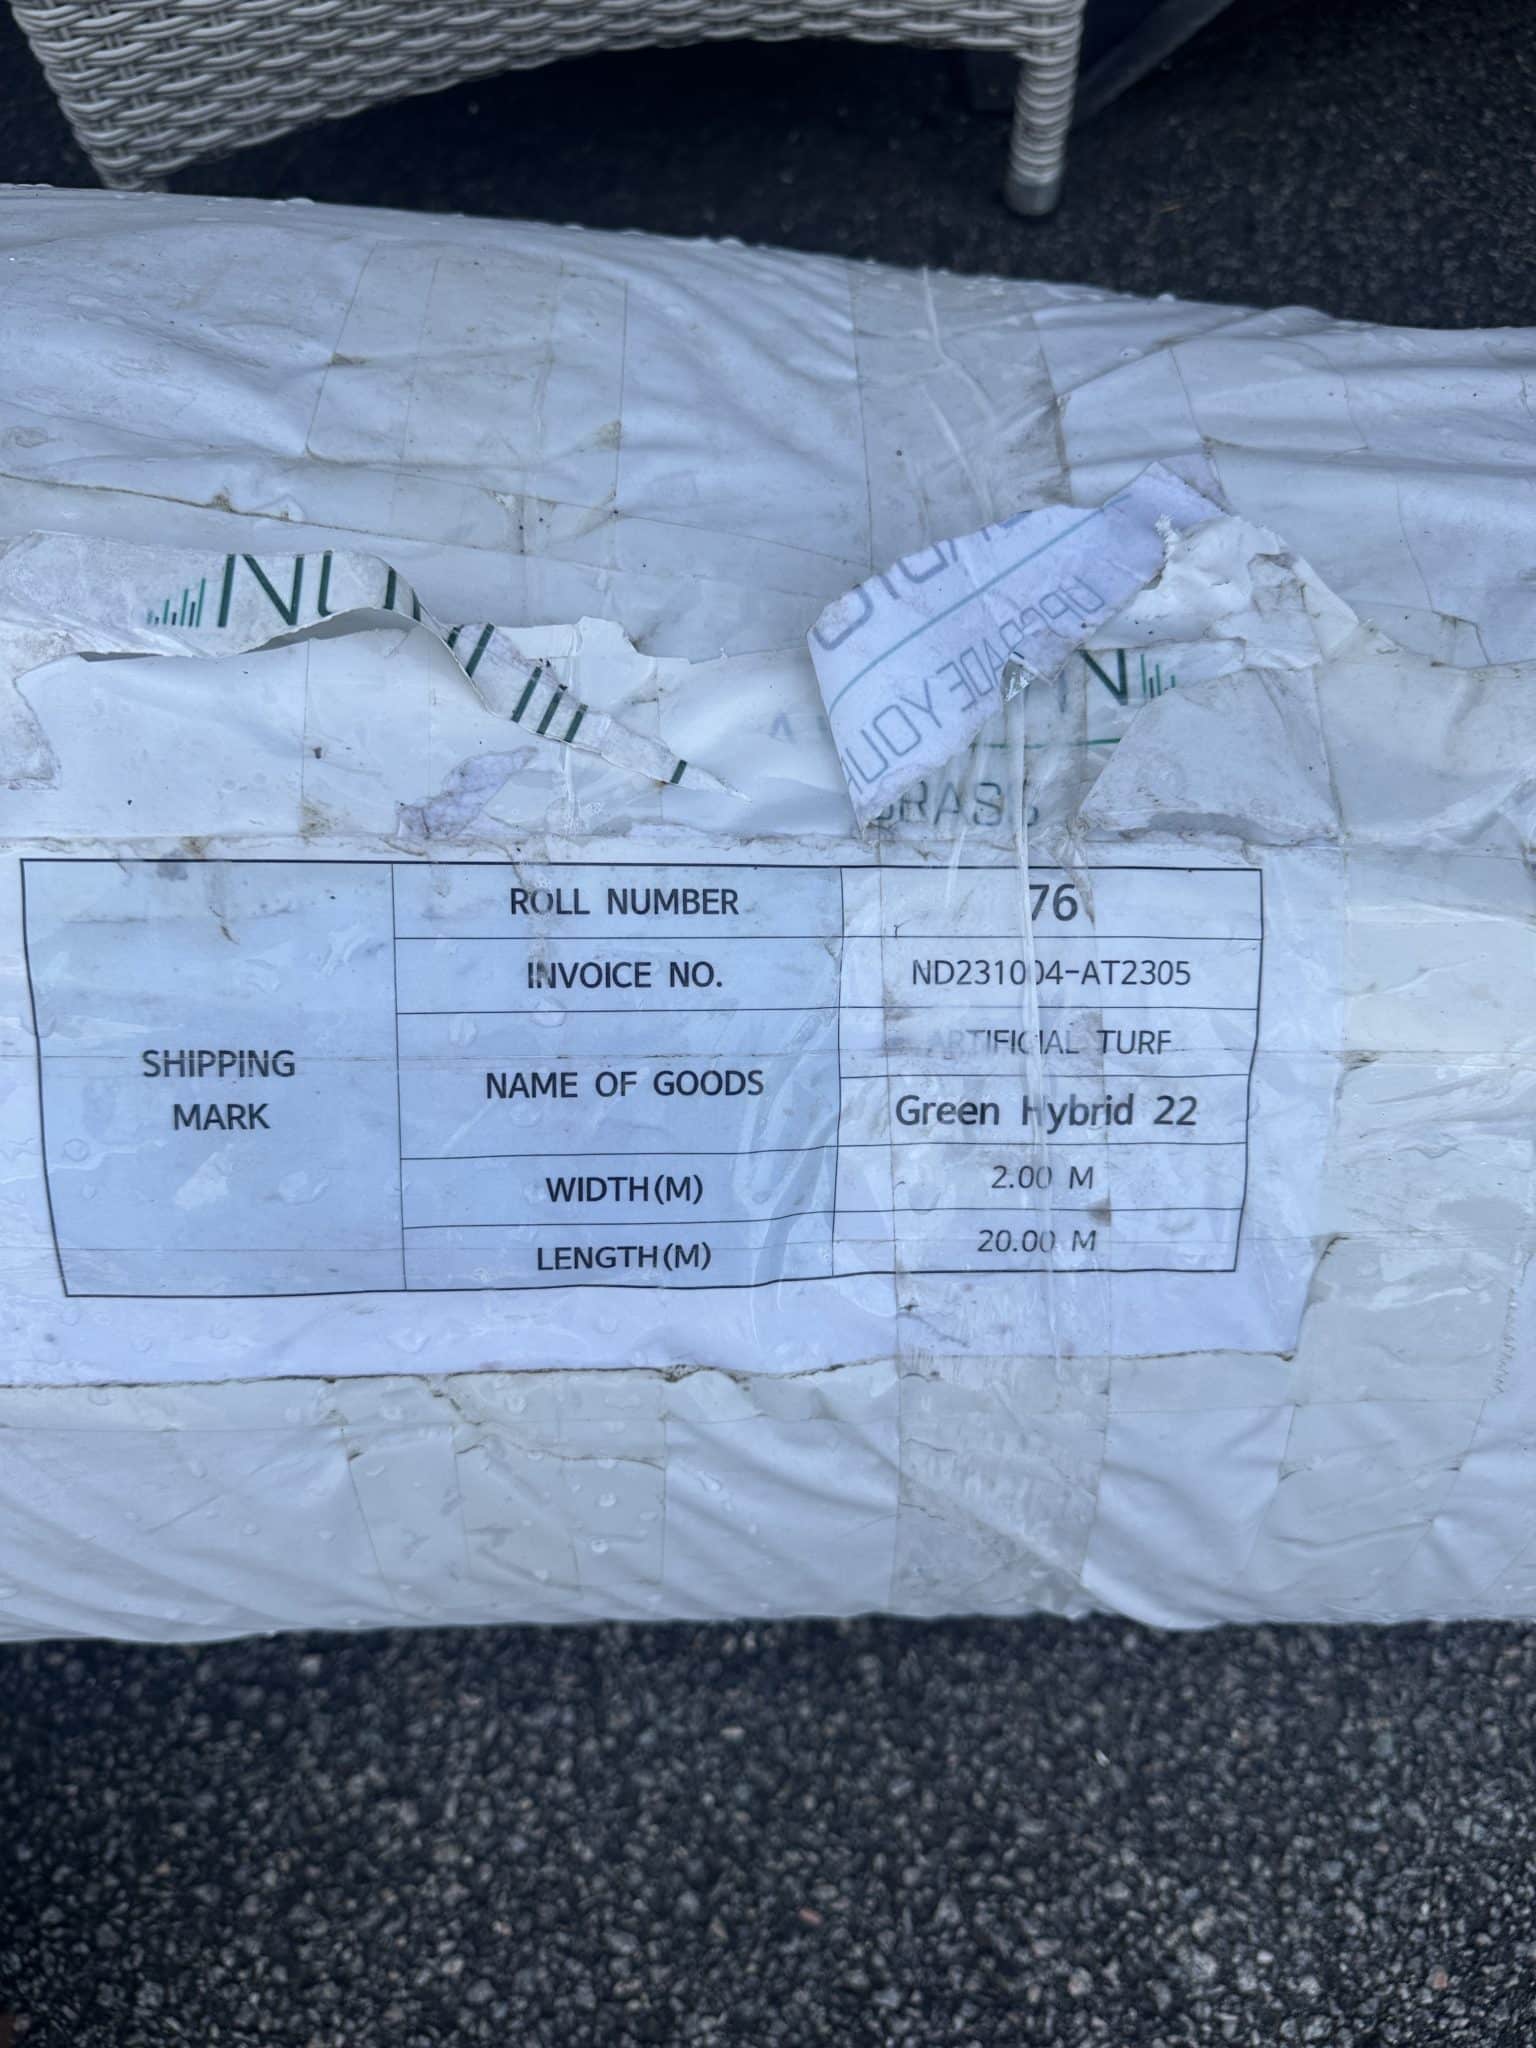 GRASS
SHIPPING
MARK
ROLL NUMBER
76
INVOICE NO.
ND231004-AT2305
NAME OF GOODS
ARTIFICIAL TURF
Green Hybrid 22
WIDTH(M)
2.00 M
LENGTH(M)
20.00 M